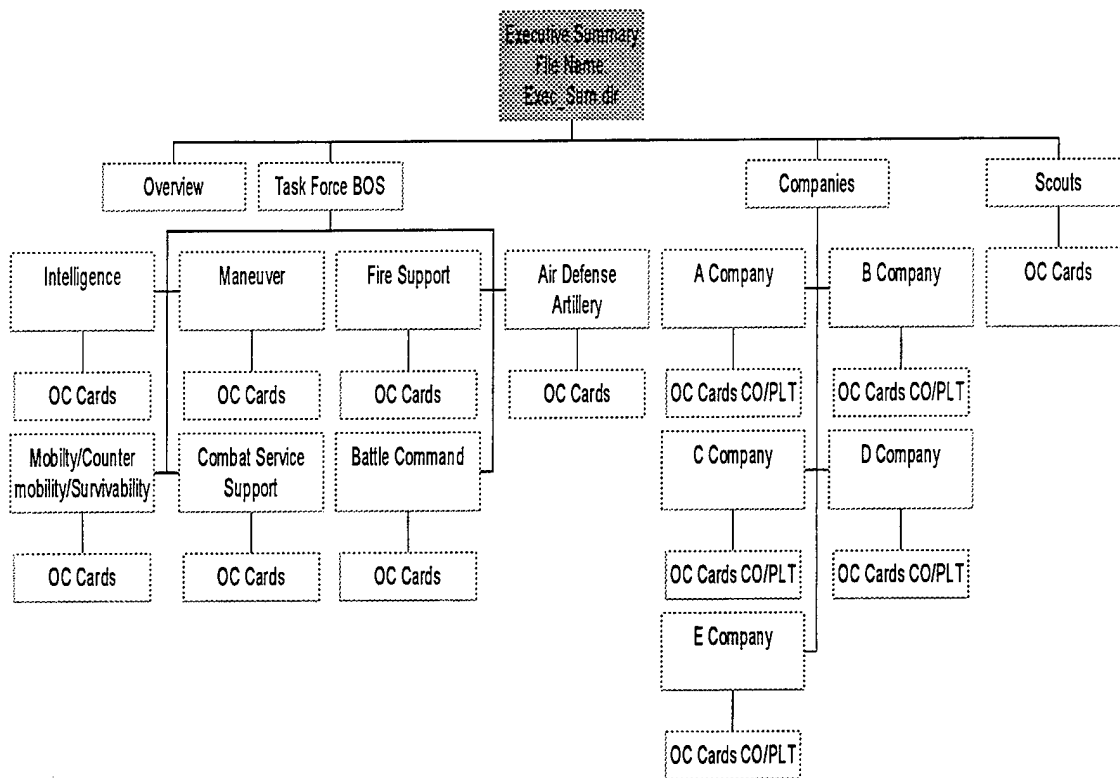 Executive Summary
File Name
Exec_Sum.dir
Overview
Task Force BOS
Companies
Scouts
Intelligence
Maneuver
Fire Support
Air Defense
Artillery
A Company
B Company
OC Cards
OC Cards
OC Cards
OC Cards
OC Cards
OC Cards CO/PLT
OC Cards CO/PLT
Mobilty/Counter
mobility/Survivability
Combat Service
Support
Battle Command
C Company
D Company
OC Cards
OC Cards
OC Cards
OC Cards CO/PLT
OC Cards CO/PLT
E Company
OC Cards CO/PLT